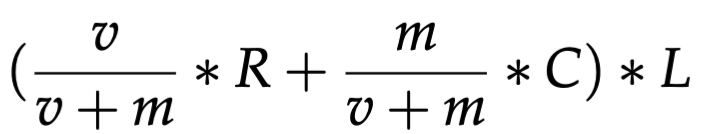 (v/(v+m) * R + m/(v+m) * C) * L